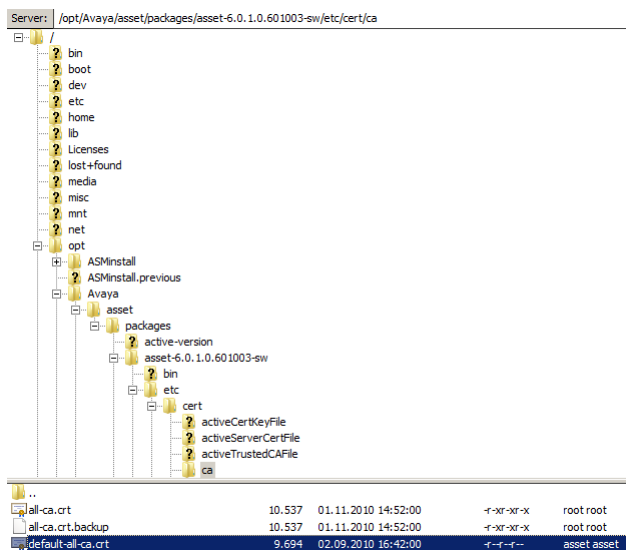 Server: /opt/Avaya/asset/packages/asset-6.0.1.0.601003-sw/etc/cert/ca
/
bin
boot
dev
etc
home
lib
Licenses
lost+found
media
misc
mnt
net
opt
ASMinstall
ASMinstall.previous
Avaya
asset
packages
active-version
asset-6.0.1.0.601003-sw
bin
etc
cert
activeCertKeyFile
activeServerCertFile
activeTrustedCAFile
ca
..
all-ca.crt 10.537 01.11.2010 14:52:00 -r-xr-xr-x root root
all-ca.crt.backup 10.537 01.11.2010 14:52:00 -r-xr-xr-x root root
default-all-ca.crt 9.694 02.09.2010 16:42:00 -r--r--r-- asset asset